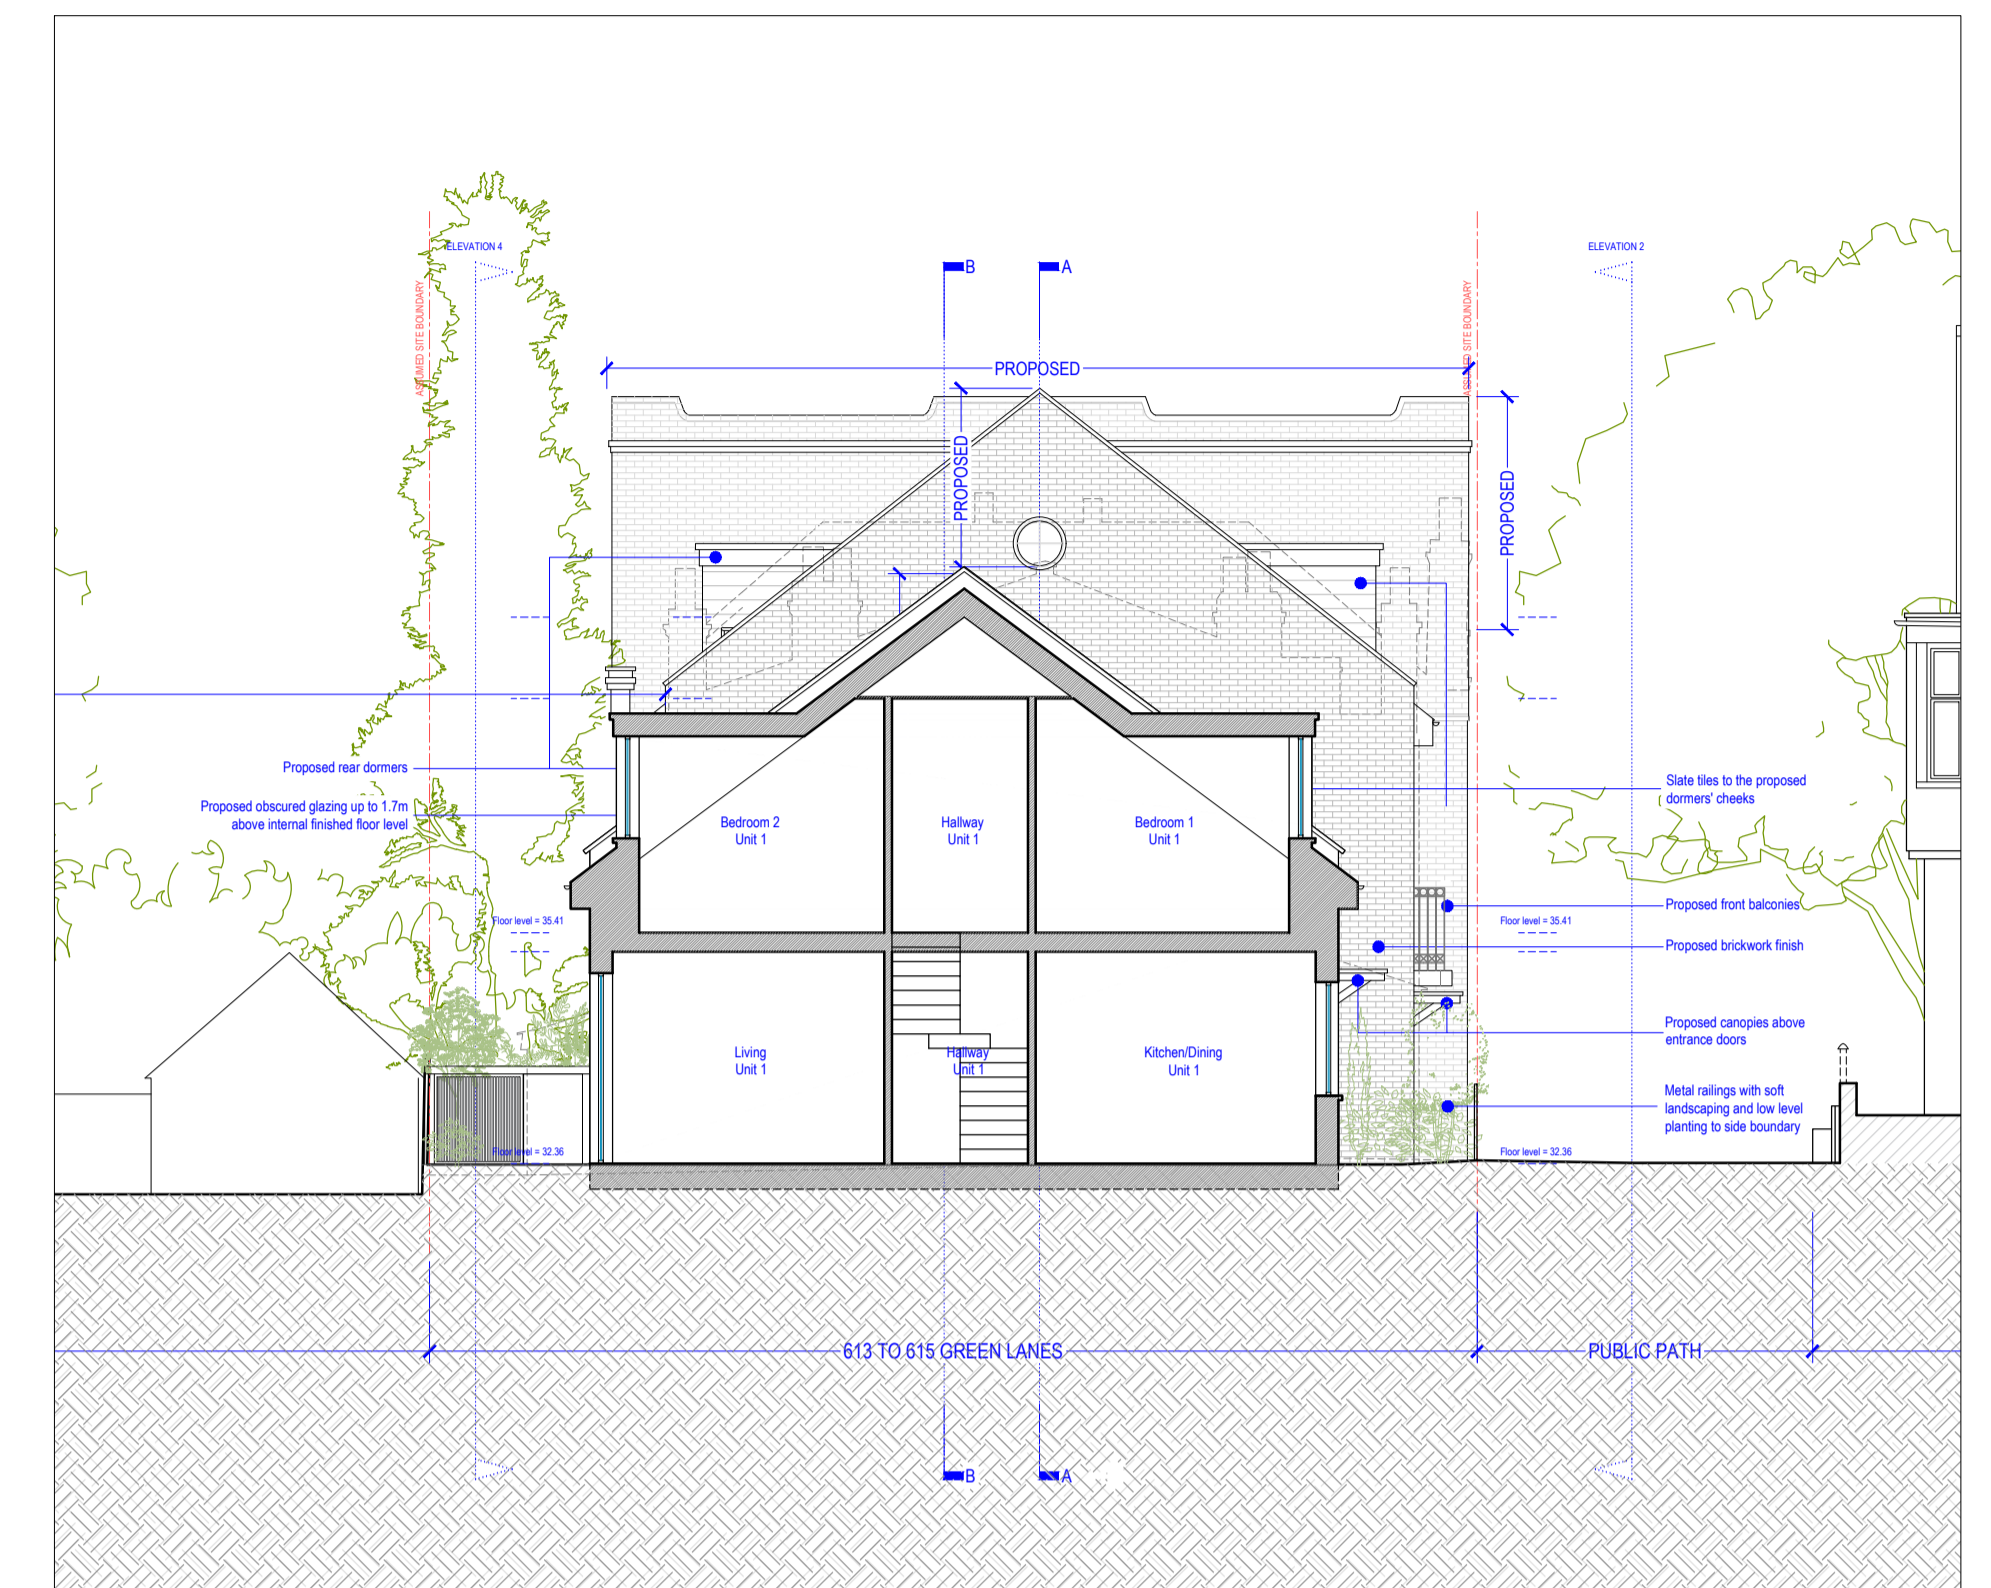 ELEVATION 4
ELEVATION 2
B
A
ASSUMED SITE BOUNDARY
ASSUMED SITE BOUNDARY
PROPOSED
PROPOSED
PROPOSED
Proposed rear dormers
Proposed obscured glazing up to 1.7m
above internal finished floor level
Slate tiles to the proposed
dormers' cheeks
Bedroom 2
Unit 1
Hallway
Unit 1
Bedroom 1
Unit 1
Proposed front balconies
Floor level = 35.41
Floor level = 35.41
Proposed brickwork finish
Proposed canopies above
entrance doors
Living
Unit 1
Hallway
Unit 1
Kitchen/Dining
Unit 1
Metal railings with soft
landscaping and low level
planting to side boundary
Floor level = 32.36
Floor level = 32.36
613 TO 615 GREEN LANES
PUBLIC PATH
B
A